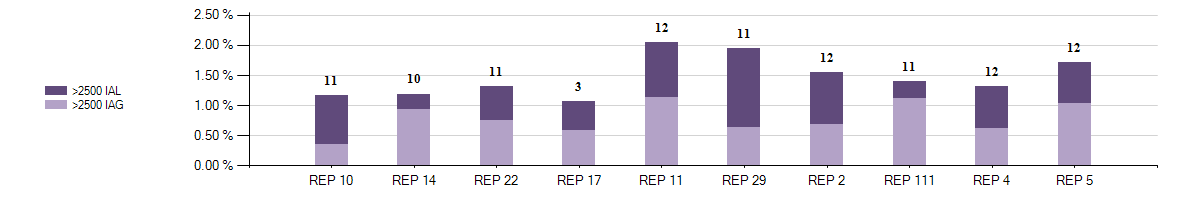 2.50 %
2.00 %
1.50 %
1.00 %
0.50 %
0.00 %
>2500 IAL
>2500 IAG
11
10
11
3
12
11
12
11
12
12
REP 10
REP 14
REP 22
REP 17
REP 11
REP 29
REP 2
REP 111
REP 4
REP 5